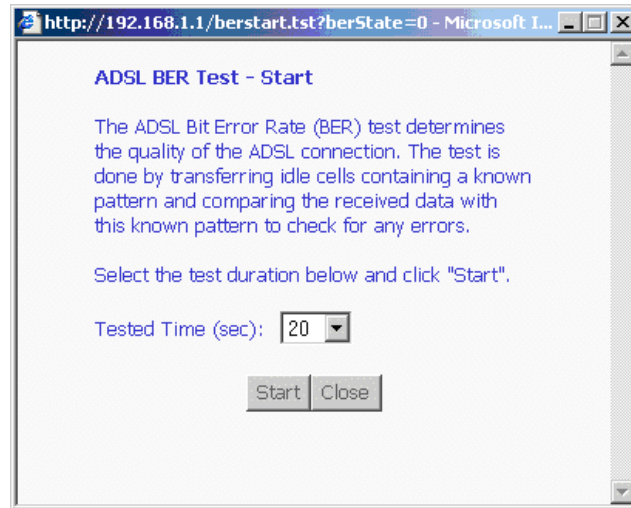 http://192.168.1.1/berstart.tst?berState=0 - Microsoft I...
ADSL BER Test - Start
The ADSL Bit Error Rate (BER) test determines
the quality of the ADSL connection. The test is
done by transferring idle cells containing a known
pattern and comparing the received data with
this known pattern to check for any errors.
Select the test duration below and click "Start".
Tested Time (sec): 20
Start Close